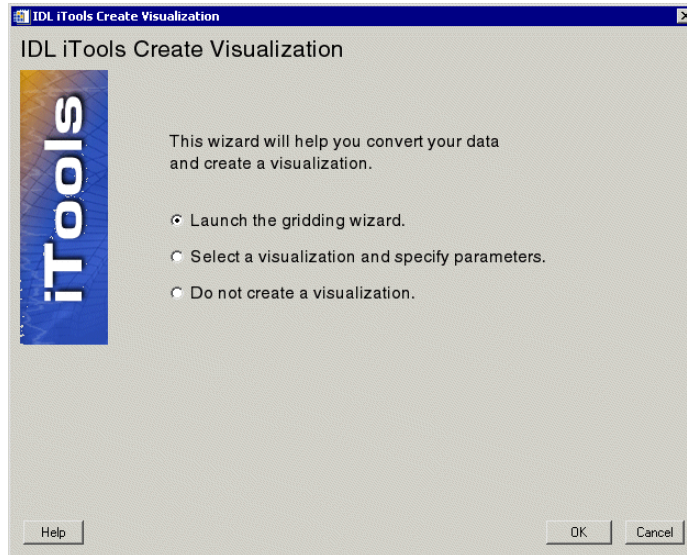 IDL iTools Create Visualization
IDL iTools Create Visualization
iTools
This wizard will help you convert your data
and create a visualization.
Launch the gridding wizard.
Select a visualization and specify parameters.
Do not create a visualization.
Help
OK
Cancel